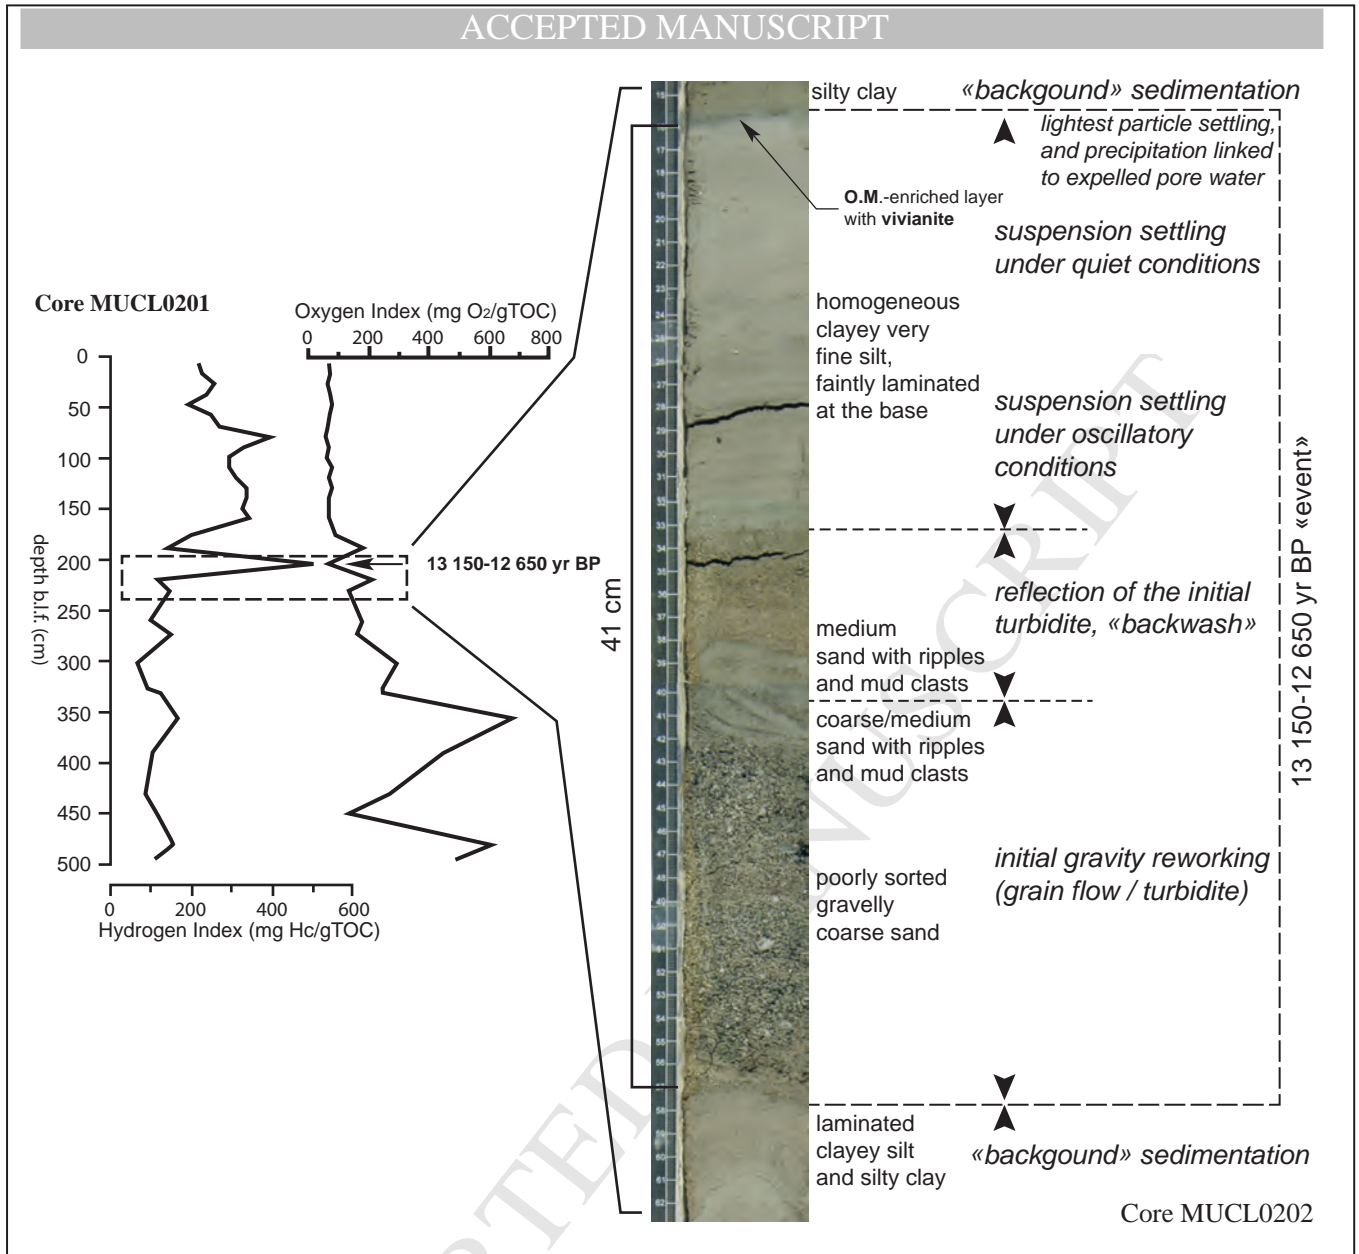 ACCEPTED MANUSCRIPT
silty clay
«backgound» sedimentation
lightest particle settling,
and precipitation linked
to expelled pore water
O.M.-enriched layer
with vivianite
suspension settling
under quiet conditions
homogeneous
clayey very
fine silt,
faintly laminated
at the base
suspension settling
under oscillatory
conditions
reflection of the initial
turbidite, «backwash»
medium
sand with ripples
and mud clasts
coarse/medium
sand with ripples
and mud clasts
initial gravity reworking
(grain flow / turbidite)
poorly sorted
gravelly
coarse sand
laminated
clayey silt
and silty clay
«backgound» sedimentation
Core MUCL0202
13 150-12 650 yr BP «event»
41 cm
Core MUCL0201
Oxygen Index (mg O2/gTOC)
0 200 400 600 800
0
50
100
150
200
250
300
350
400
450
500
depth b.l.f. (cm)
13 150-12 650 yr BP
0 200 400 600
Hydrogen Index (mg Hc/gTOC)